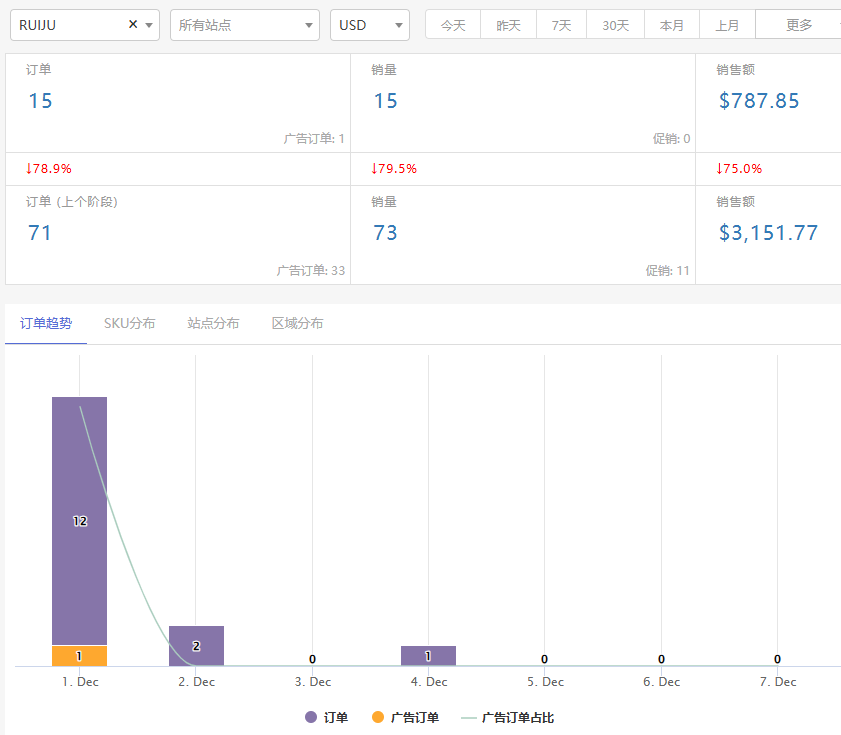 RUIJU × 所有站点 USD 今天 昨天 7天 30天 本月 上月 更多
订单 销量 销售额
15 15 $787.85
广告订单: 1 促销: 0
↓78.9% ↓79.5% ↓75.0%
订单 (上个阶段) 销量 销售额
71 73 $3,151.77
广告订单: 33 促销: 11
订单趋势 SKU分布 站点分布 区域分布
12
1 2 0 1 0 0 0
1. Dec 2. Dec 3. Dec 4. Dec 5. Dec 6. Dec 7. Dec
订单 广告订单 广告订单占比